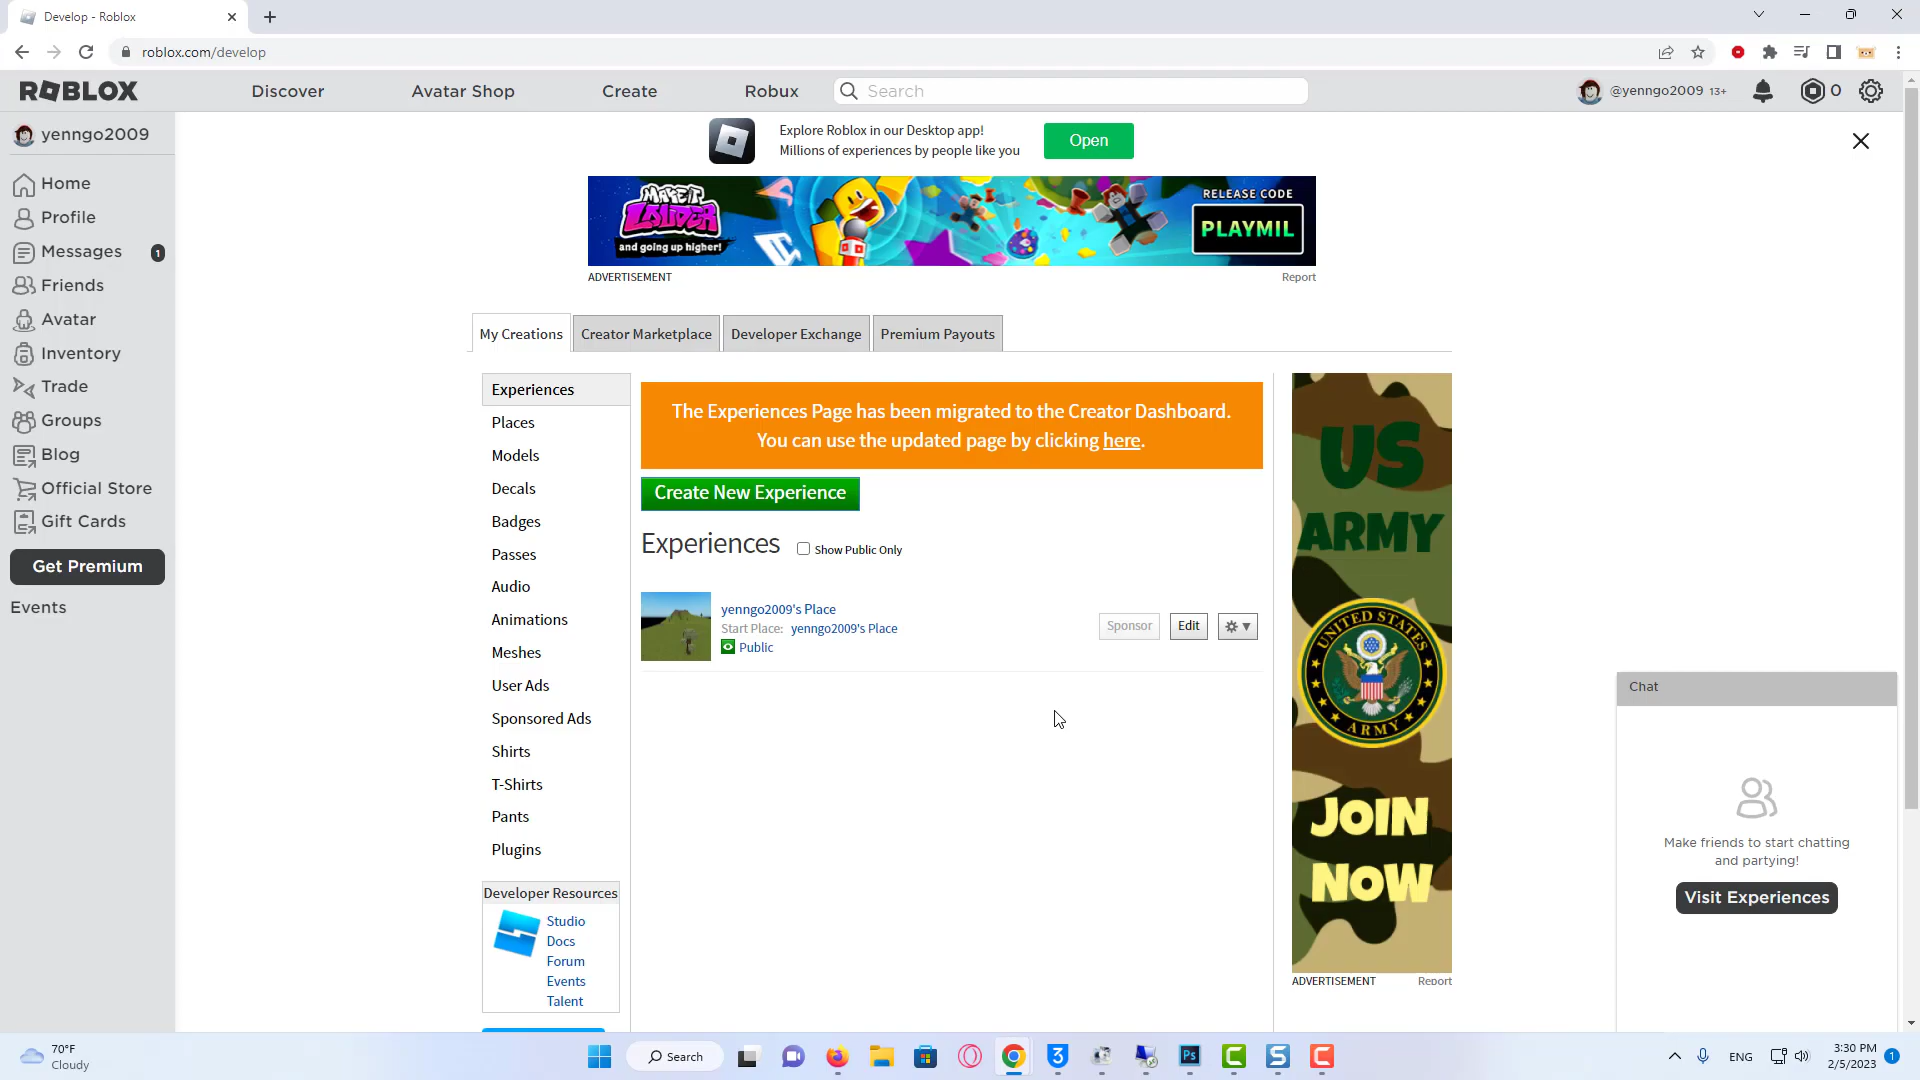 Develop - Roblox
roblox.com/develop
ROBLOX
Discover
Avatar Shop
Create
Robux
Search
@yenngo2009 13+
0
yenngo2009
Home
Profile
Messages
1
Friends
Avatar
Inventory
Trade
Groups
Blog
Official Store
Gift Cards
Get Premium
Events
Explore Roblox in our Desktop app!
Millions of experiences by people like you
Open
MAKE IT
LOUDER
and going up higher!
RELEASE CODE
PLAYMIL
ADVERTISEMENT
Report
My Creations
Creator Marketplace
Developer Exchange
Premium Payouts
Experiences
Places
Models
Decals
Badges
Passes
Audio
Animations
Meshes
User Ads
Sponsored Ads
Shirts
T-Shirts
Pants
Plugins
Developer Resources
Studio
Docs
Forum
Events
Talent
The Experiences Page has been migrated to the Creator Dashboard.
You can use the updated page by clicking here.
Create New Experience
Experiences
Show Public Only
yenngo2009's Place
Start Place: yenngo2009's Place
Public
Sponsor
Edit
US
ARMY
UNITED STATES
ARMY
JOIN
NOW
ADVERTISEMENT
Report
Chat
Make friends to start chatting
and partying!
Visit Experiences
70°F
Cloudy
Search
3
Ps
C
S
C
ENG
3:30 PM
2/5/2023
1